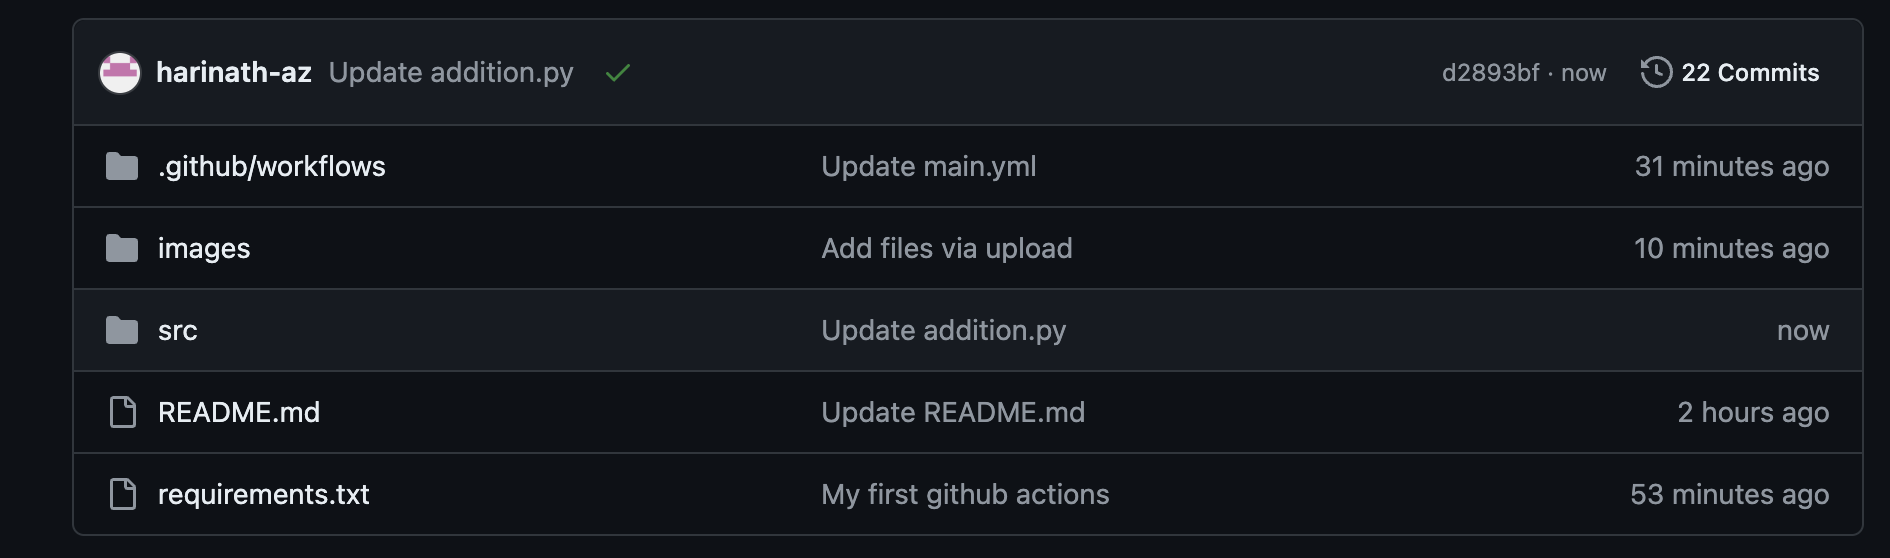 harinath-az Update addition.py d2893bf · now 22 Commits
.github/workflows Update main.yml 31 minutes ago
images Add files via upload 10 minutes ago
src Update addition.py now
README.md Update README.md 2 hours ago
requirements.txt My first github actions 53 minutes ago